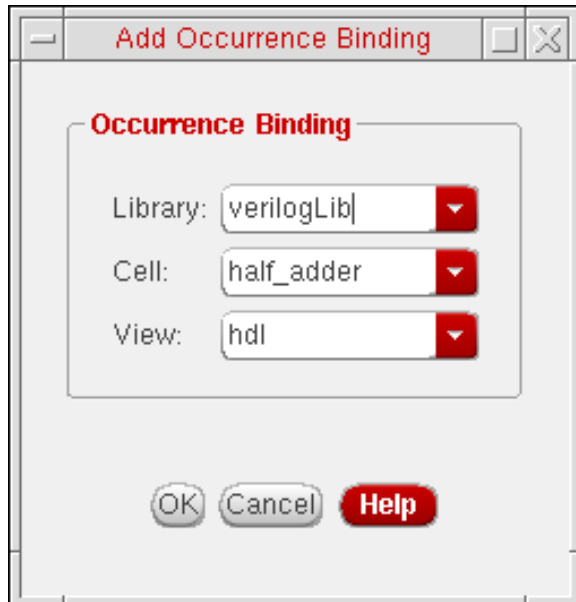 Add Occurrence Binding
Occurrence Binding
Library: verilogLib
Cell: half_adder
View: hdl
OK Cancel Help